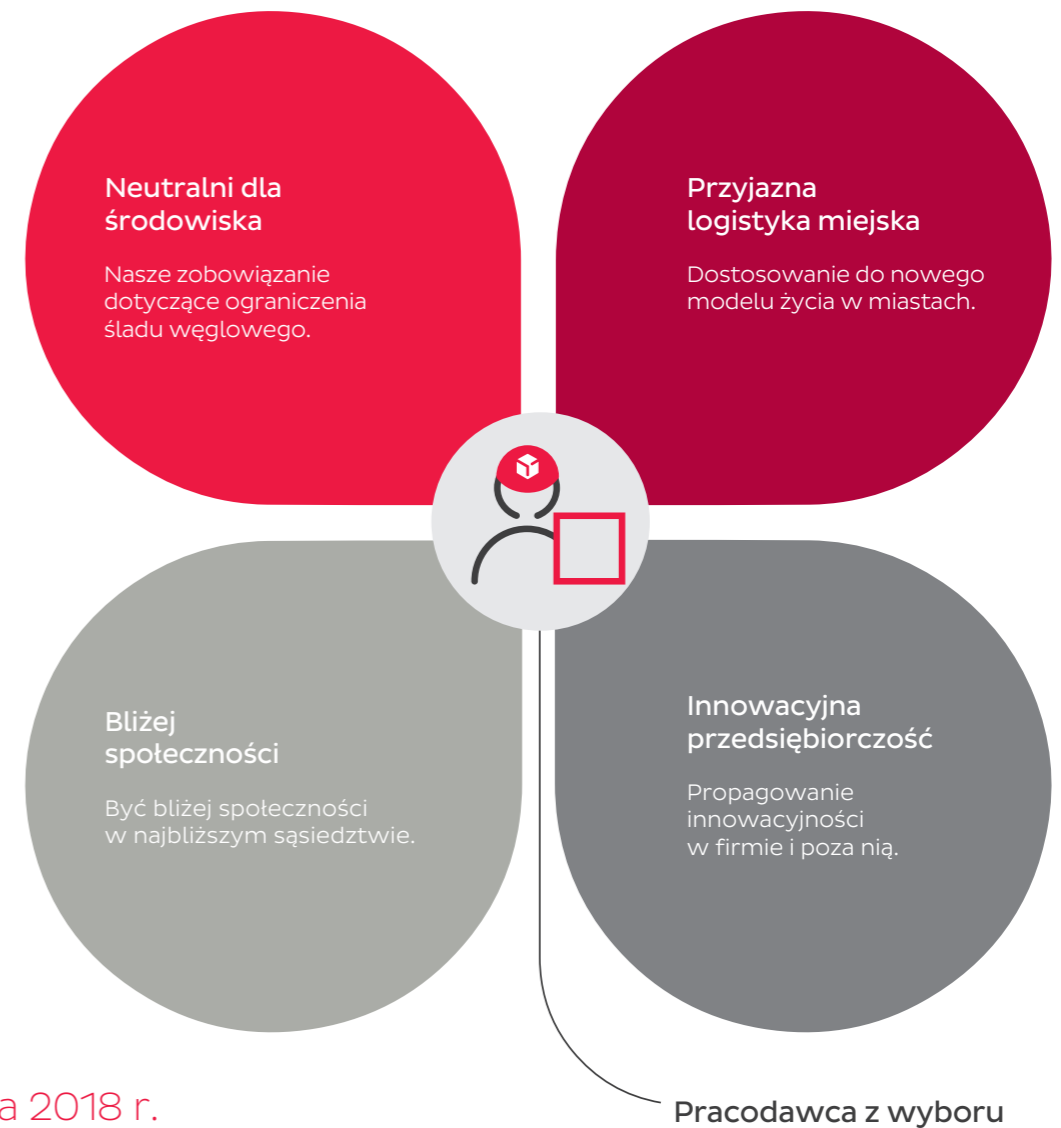 Neutralni dla
środowiska
Nasze zobowiązanie
dotyczące ograniczenia
śladu węglowego.
Przyjazna
logistyka miejska
Dostosowanie do nowego
modelu życia w miastach.
Bliżej
społeczności
Być bliżej społeczności
w najbliższym sąsiedztwie.
Innowacyjna
przedsiębiorczość
Propagowanie
innowacyjności
w firmie i poza nią.
a 2018 r.
Pracodawca z wyboru